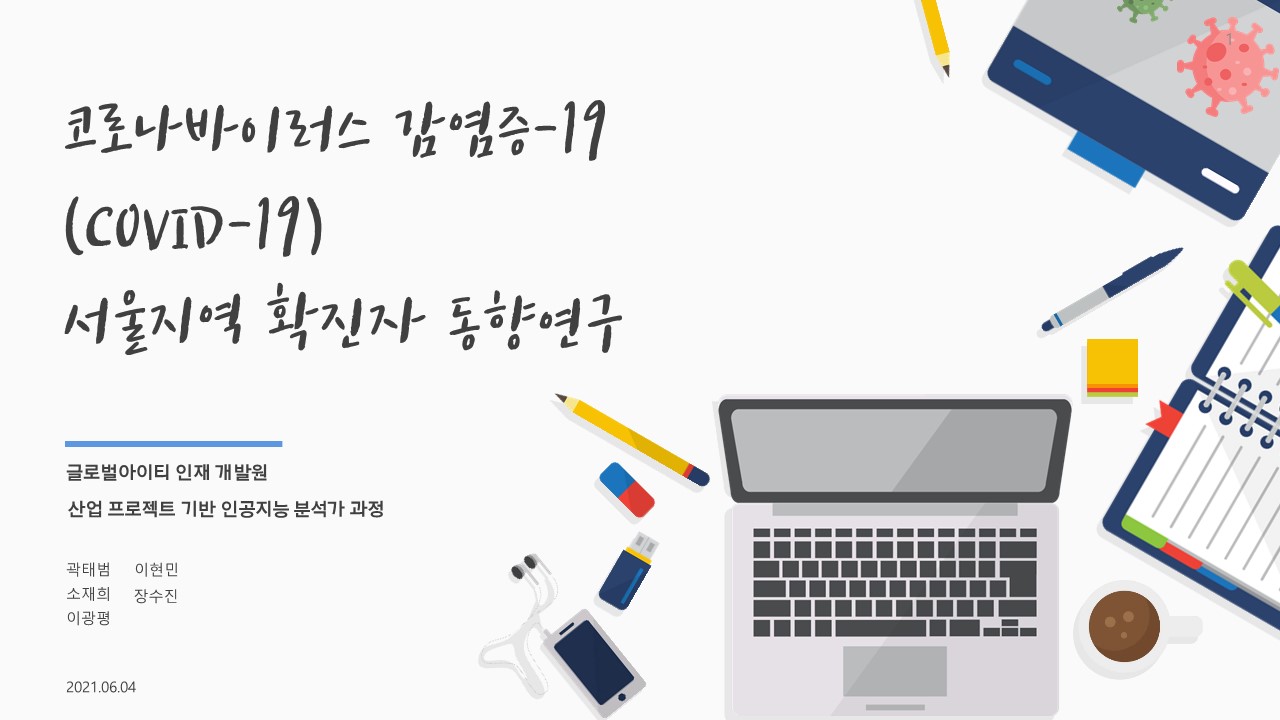 코로나바이러스 감염증-19
(COVID-19)
서울지역 확진자 동향연구
글로벌아이티 인재 개발원
산업 프로젝트 기반 인공지능 분석가 과정
곽태범 이현민
소재희 장수진
이광평
2021.06.04
1